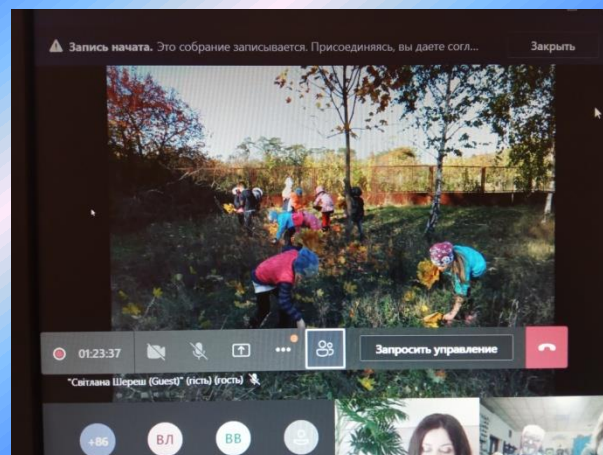 Запись начата. Это собрание записывается. Присоединяясь, вы даете согл...
Закрыть
01:23:37
Запросить управление
"Світлана Шереш (Guest)" (гість) (гость)
+86
ВЛ
ВВ